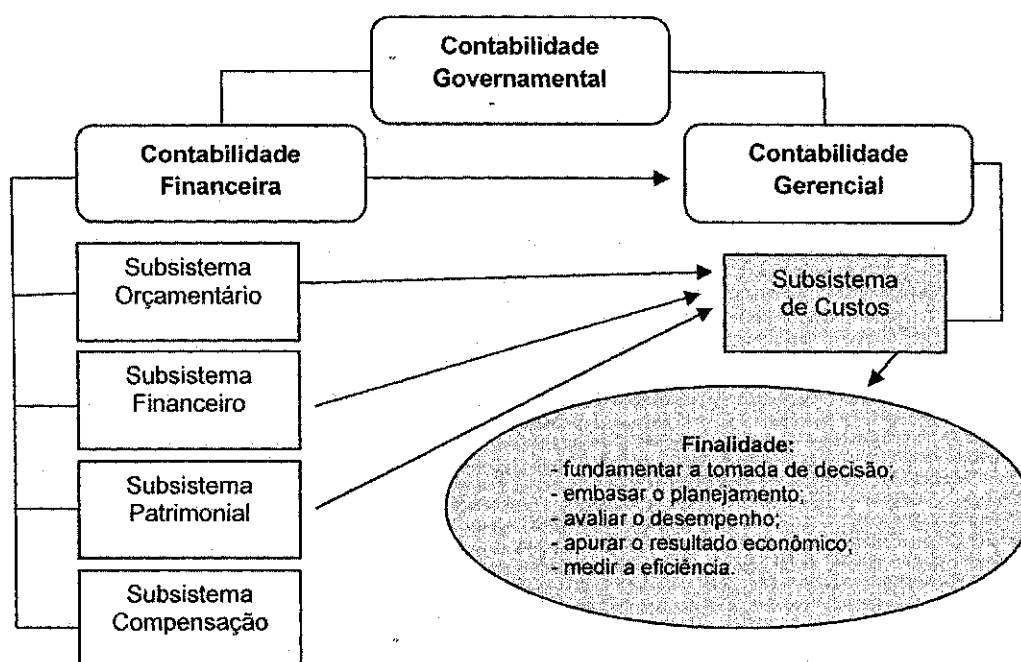 Contabilidade
Governamental
Contabilidade
Financeira
Contabilidade
Gerencial
Subsistema
Orçamentário
Subsistema
Financeiro
Subsistema
Patrimonial
Subsistema
Compensação
Subsistema
de Custos
Finalidade:
- fundamentar a tomada de decisão;
- embasar o planejamento;
- avaliar o desempenho;
- apurar o resultado econômico;
- medir a eficiência.